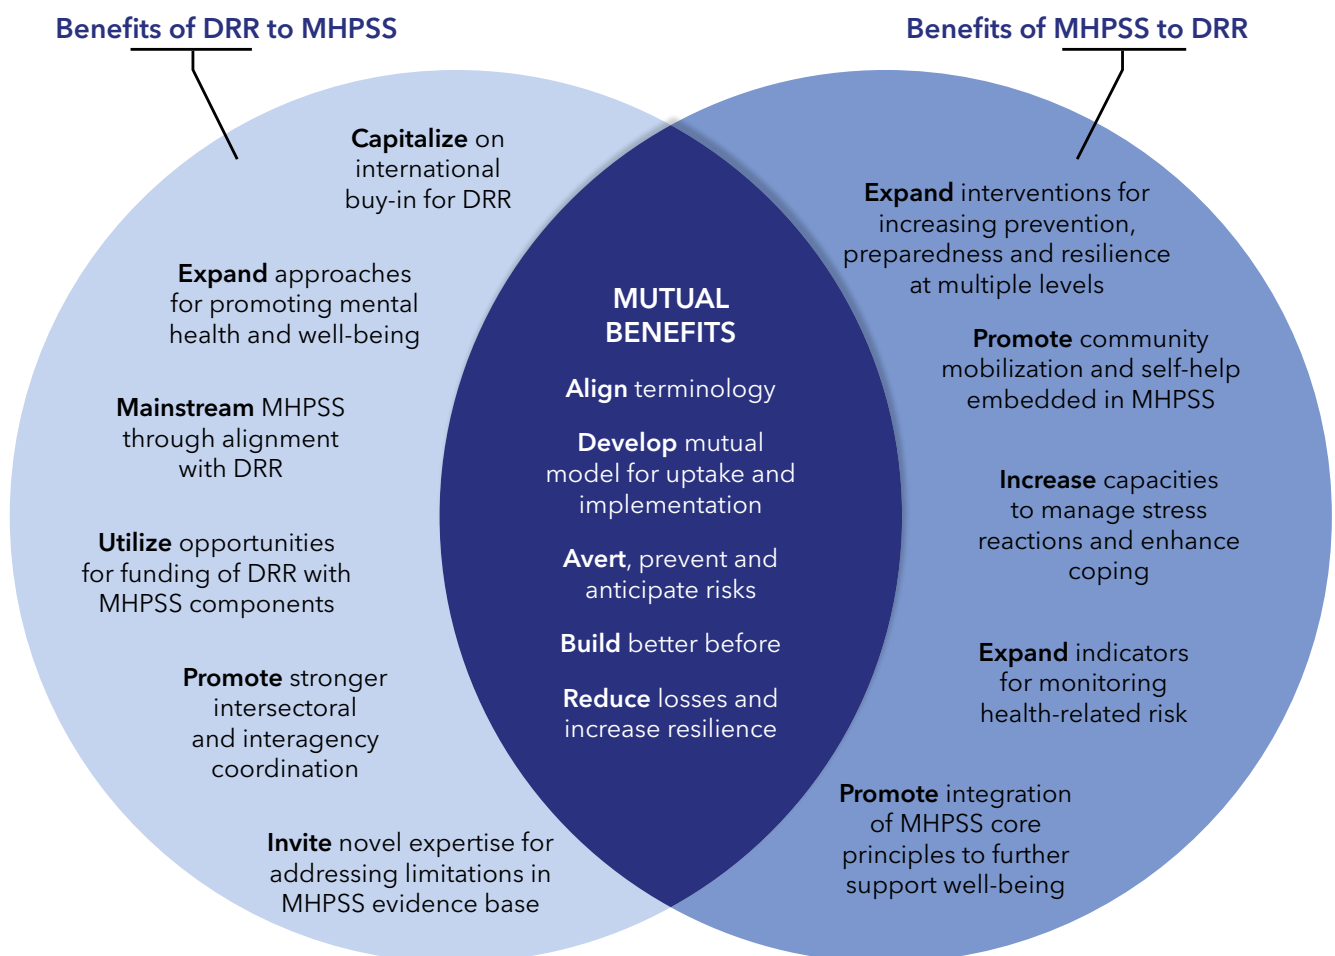 Benefits of DRR to MHPSS
Capitalize on
international
buy-in for DRR
Expand approaches
for promoting mental
health and well-being
Mainstream MHPSS
through alignment
with DRR
Utilize opportunities
for funding of DRR with
MHPSS components
Promote stronger
intersectoral
and interagency
coordination
Invite novel expertise for
addressing limitations in
MHPSS evidence base
MUTUAL
BENEFITS
Align terminology
Develop mutual
model for uptake and
implementation
Avert, prevent and
anticipate risks
Build better before
Reduce losses and
increase resilience
Benefits of MHPSS to DRR
Expand interventions for
increasing prevention,
preparedness and resilience
at multiple levels
Promote community
mobilization and self-help
embedded in MHPSS
Increase capacities
to manage stress
reactions and enhance
coping
Expand indicators
for monitoring
health-related risk
Promote integration
of MHPSS core
principles to further
support well-being